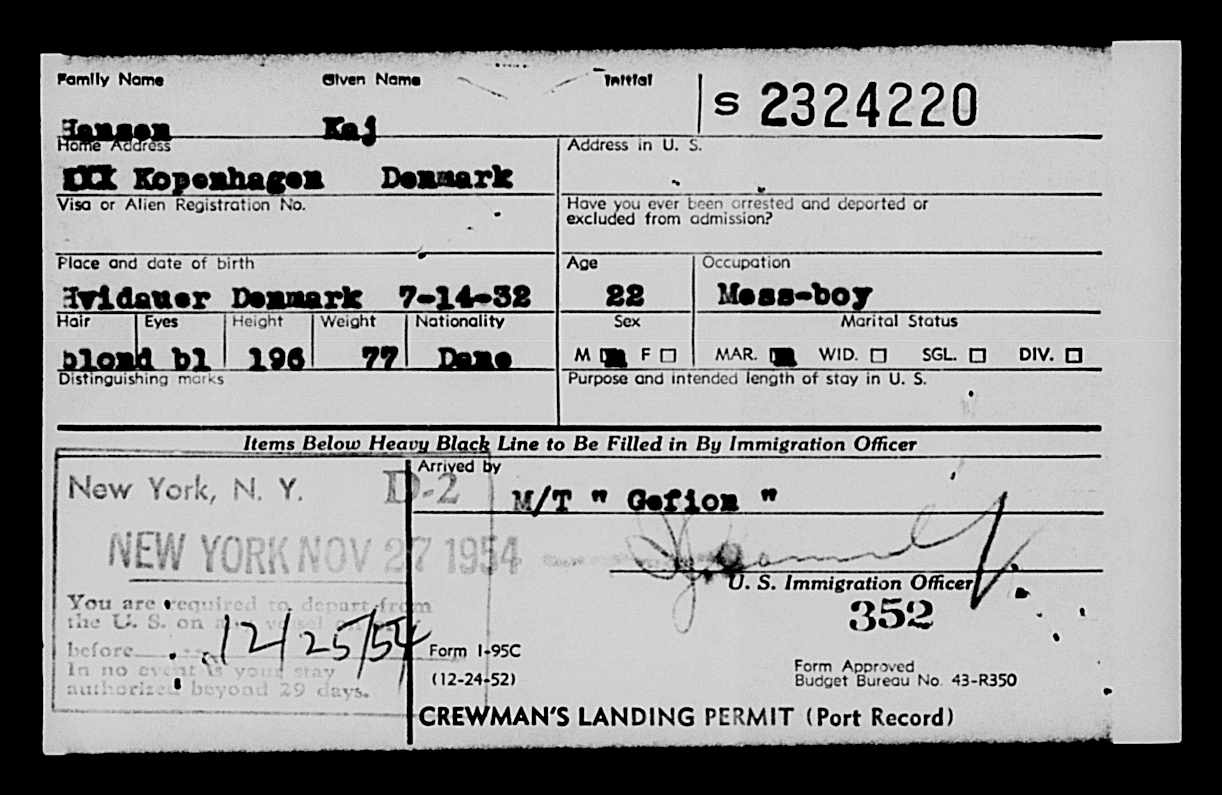 Family Name Given Name Initial
S 2324220
Hansen Kaj
Home Address Address in U. S.
XXX Kopenhagen Denmark
Visa or Alien Registration No. Have you ever been arrested and deported or
excluded from admission?
Place and date of birth Age Occupation
Hvidauer Denmark 7-14-32 22 Mess-boy
Hair Eyes Height Weight Nationality Sex Marital Status
blond bl 196 77 Dane M F MAR. WID. SGL. DIV.
Distinguishing marks Purpose and intended length of stay in U. S.
Items Below Heavy Black Line to Be Filled in By Immigration Officer
Arrived by
New York, N. Y. D-2
M/T " Gefion "
NEW YORK NOV 27 1954
U. S. Immigration Officer
352
You are required to depart from
the U. S. on a vessel on or
before 12/25/54
In no event is your stay
authorized beyond 29 days.
Form I-95C
(12-24-52)
Form Approved
Budget Bureau No. 43-R350
CREWMAN'S LANDING PERMIT (Port Record)